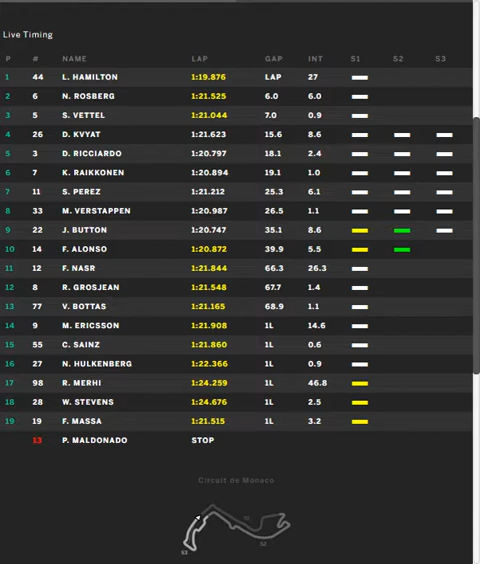 Live Timing
P # NAME LAP GAP INT S1 S2 S3
1 44 L. HAMILTON 1:19.876 LAP 27
2 6 N. ROSBERG 1:21.525 6.0 6.0
3 5 S. VETTEL 1:21.044 7.0 0.9
4 26 D. KVYAT 1:21.623 15.6 8.6
5 3 D. RICCIARDO 1:20.797 18.1 2.4
6 7 K. RAIKKONEN 1:20.894 19.1 1.0
7 11 S. PEREZ 1:21.212 25.3 6.1
8 33 M. VERSTAPPEN 1:20.987 26.5 1.1
9 22 J. BUTTON 1:20.747 35.1 8.6
10 14 F. ALONSO 1:20.872 39.9 5.5
11 12 F. NASR 1:21.844 66.3 26.3
12 8 R. GROSJEAN 1:21.548 67.7 1.4
13 77 V. BOTTAS 1:21.165 68.9 1.1
14 9 M. ERICSSON 1:21.908 1L 14.6
15 55 C. SAINZ 1:21.860 1L 0.6
16 27 N. HULKENBERG 1:22.366 1L 0.9
17 98 R. MERHI 1:24.259 1L 46.8
18 28 W. STEVENS 1:24.676 1L 2.5
19 19 F. MASSA 1:21.515 1L 3.2
13 P. MALDONADO STOP
Circuit de Monaco
S1
S2
S3